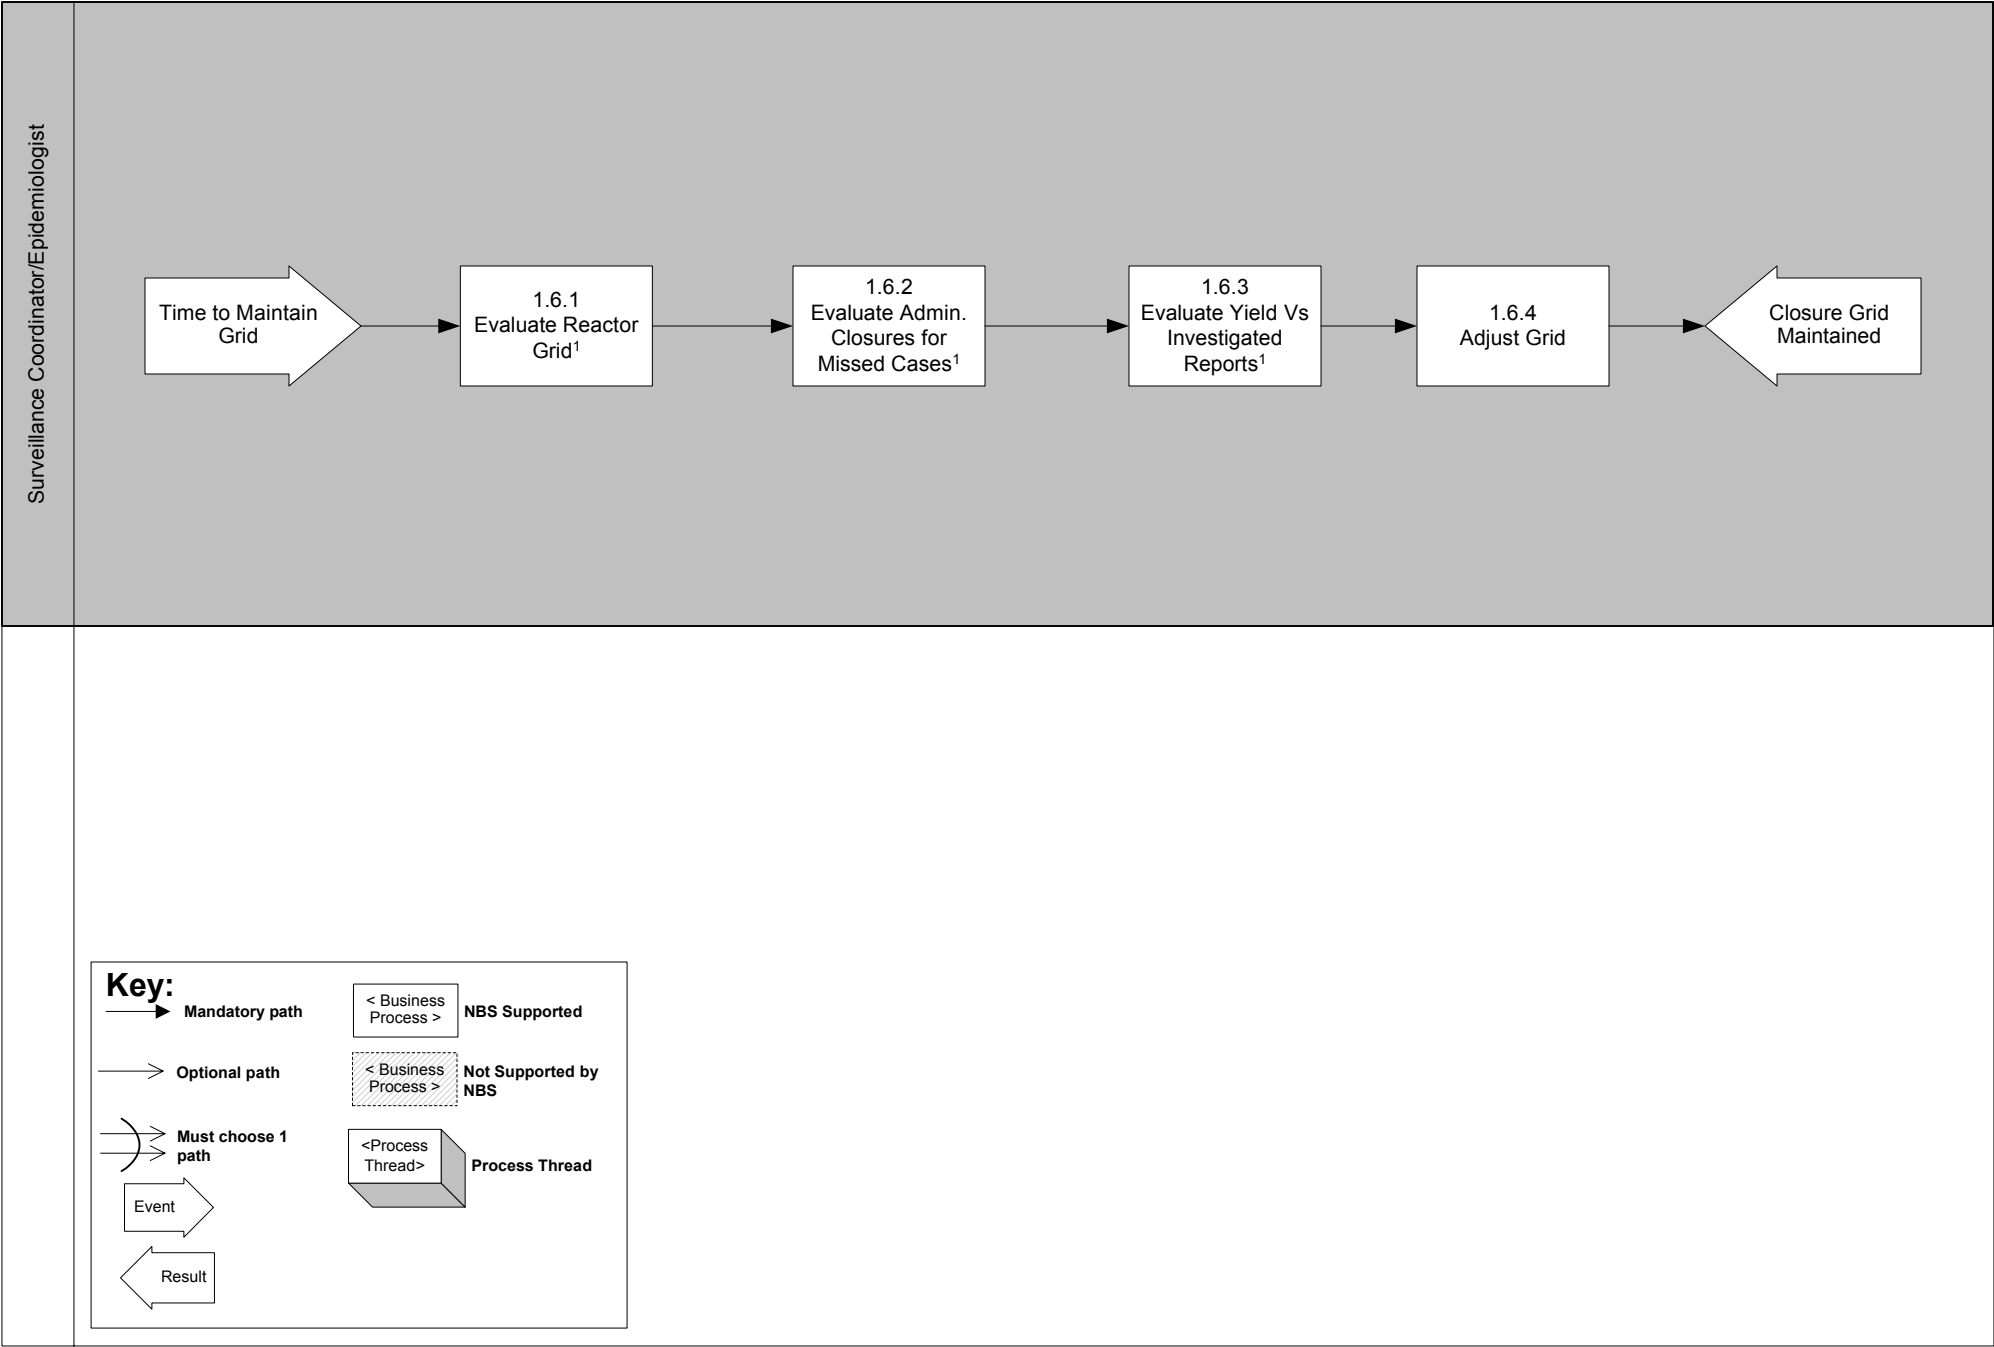 Surveillance Coordinator/Epidemiologist
Time to Maintain
Grid
1.6.1
Evaluate Reactor
Grid¹
1.6.2
Evaluate Admin.
Closures for
Missed Cases¹
1.6.3
Evaluate Yield Vs
Investigated
Reports¹
1.6.4
Adjust Grid
Closure Grid
Maintained
Key:
Mandatory path
< Business
Process >
NBS Supported
Optional path
< Business
Process >
Not Supported by
NBS
Must choose 1
path
<Process
Thread>
Process Thread
Event
Result